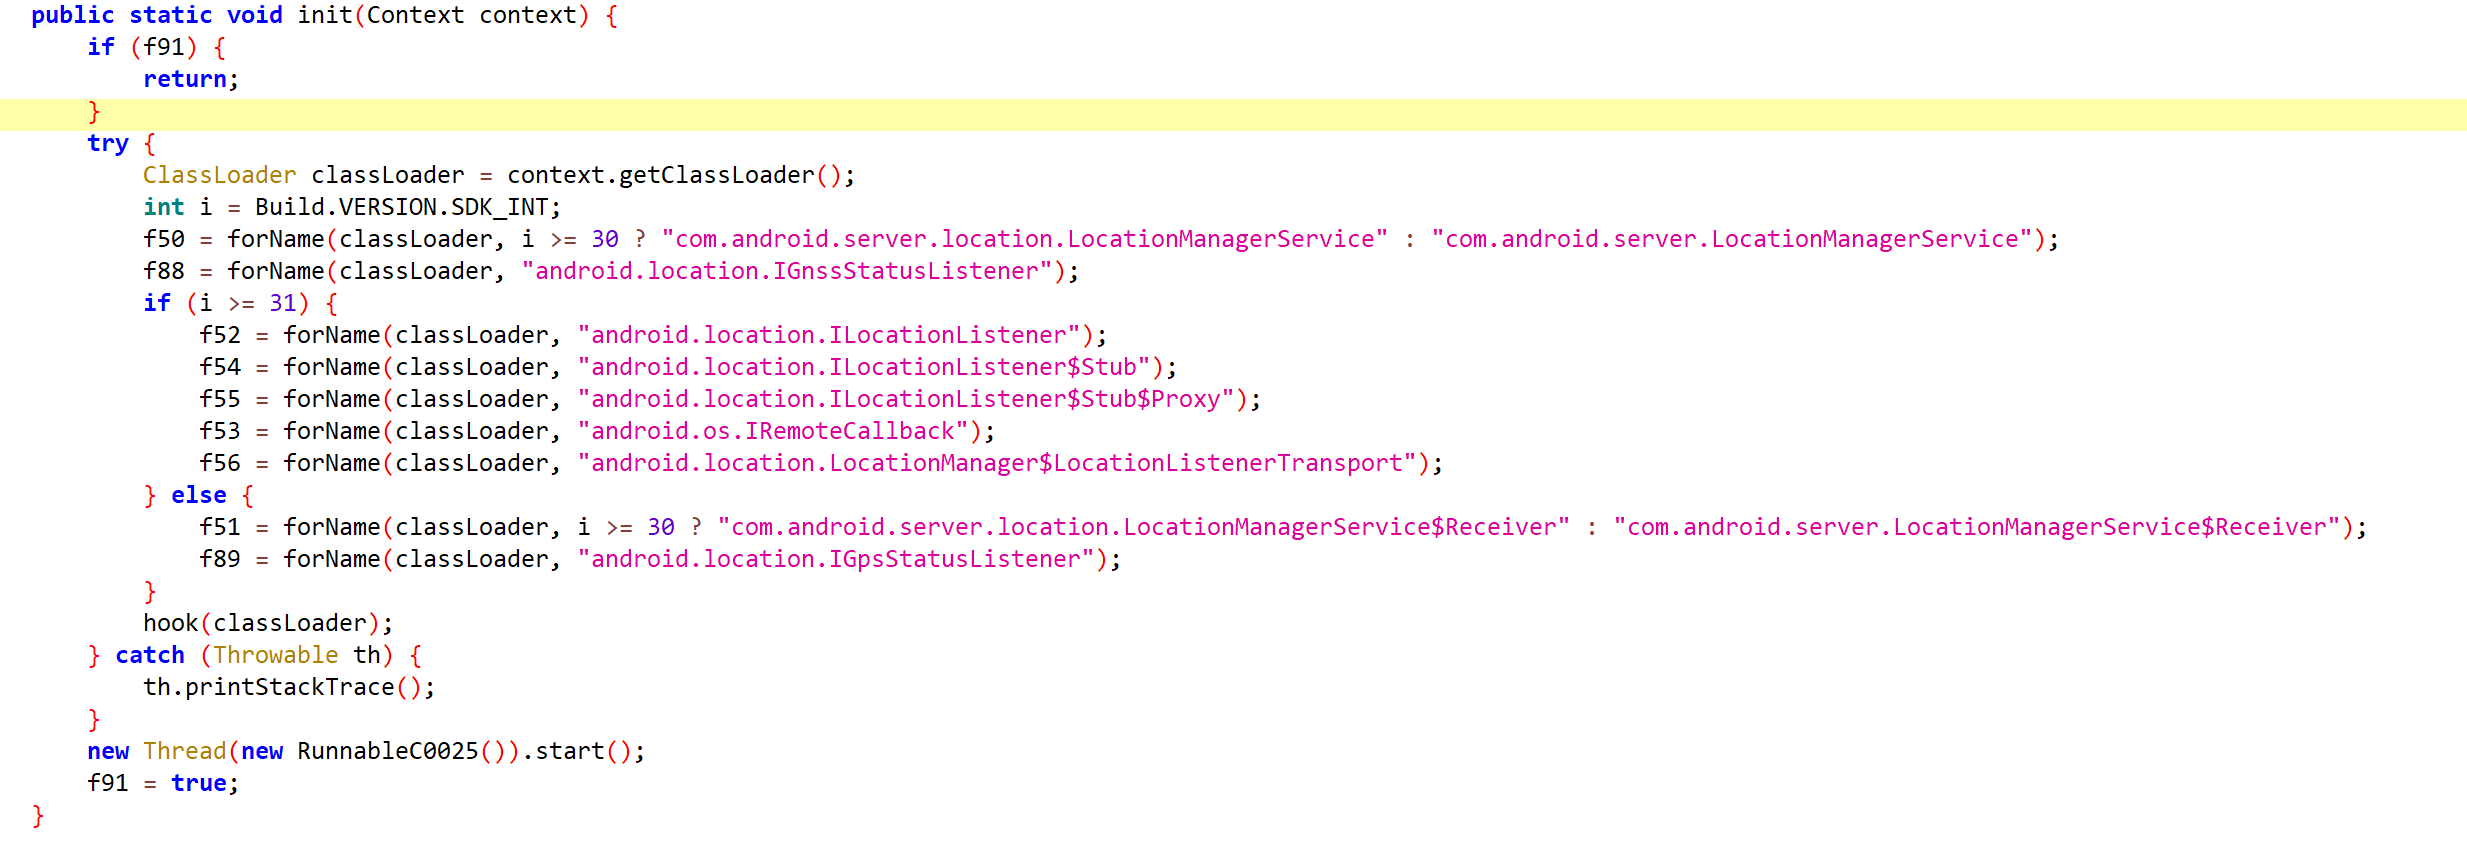 public static void init(Context context) {
    if (f91) {
        return;
    }
    try {
        ClassLoader classLoader = context.getClassLoader();
        int i = Build.VERSION.SDK_INT;
        f50 = forName(classLoader, i >= 30 ? "com.android.server.location.LocationManagerService" : "com.android.server.LocationManagerService");
        f88 = forName(classLoader, "android.location.IGnssStatusListener");
        if (i >= 31) {
            f52 = forName(classLoader, "android.location.ILocationListener");
            f54 = forName(classLoader, "android.location.ILocationListener$Stub");
            f55 = forName(classLoader, "android.location.ILocationListener$Stub$Proxy");
            f53 = forName(classLoader, "android.os.IRemoteCallback");
            f56 = forName(classLoader, "android.location.LocationManager$LocationListenerTransport");
        } else {
            f51 = forName(classLoader, i >= 30 ? "com.android.server.location.LocationManagerService$Receiver" : "com.android.server.LocationManagerService$Receiver");
            f89 = forName(classLoader, "android.location.IGpsStatusListener");
        }
        hook(classLoader);
    } catch (Throwable th) {
        th.printStackTrace();
    }
    new Thread(new RunnableC0025()).start();
    f91 = true;
}